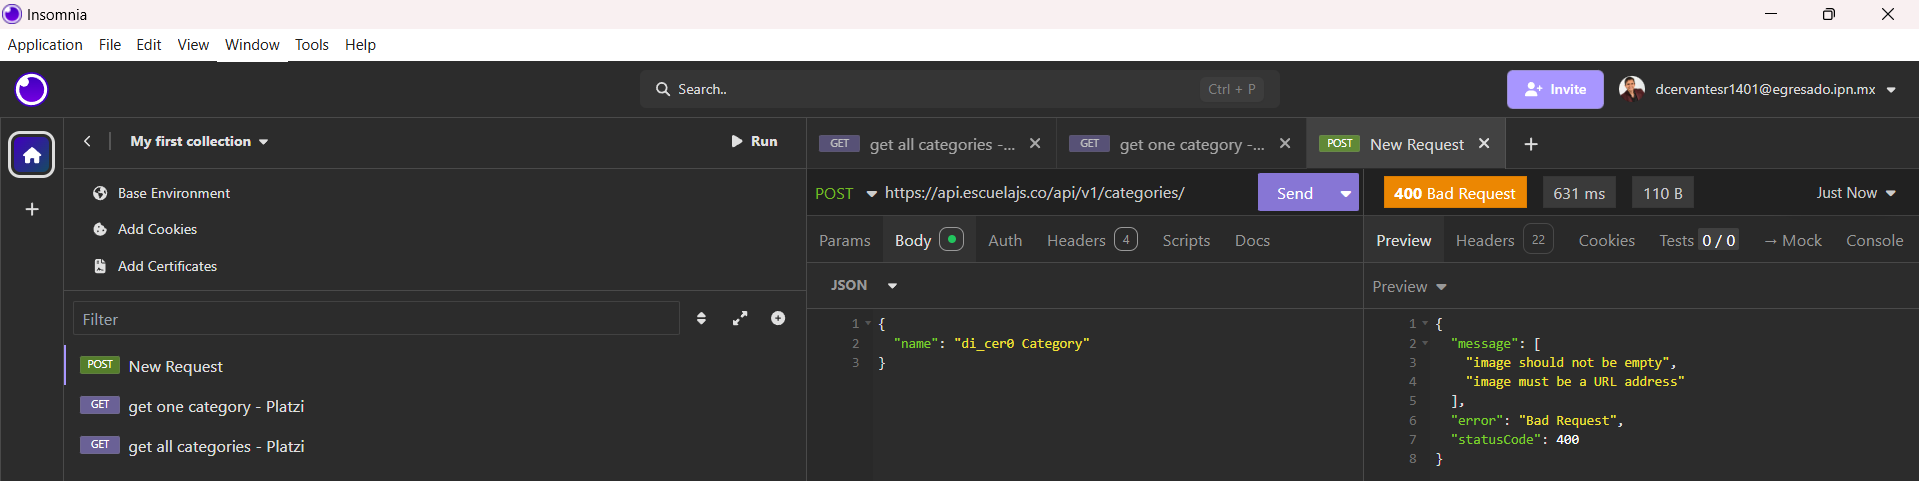 Insomnia
Application File Edit View Window Tools Help
Search.. Ctrl + P Invite dcervantesr1401@egresado.ipn.mx
My first collection Run
GET get all categories -... GET get one category -... POST New Request
Base Environment
Add Cookies
Add Certificates
Filter
POST New Request
GET get one category - Platzi
GET get all categories - Platzi
POST https://api.escuelajs.co/api/v1/categories/ Send
Params Body Auth Headers 4 Scripts Docs
JSON
1 {
2 "name": "di_cer0 Category"
3 }
400 Bad Request 631 ms 110 B Just Now
Preview Headers 22 Cookies Tests 0 / 0 → Mock Console
Preview
1 {
2 "message": [
3 "image should not be empty",
4 "image must be a URL address"
5 ],
6 "error": "Bad Request",
7 "statusCode": 400
8 }